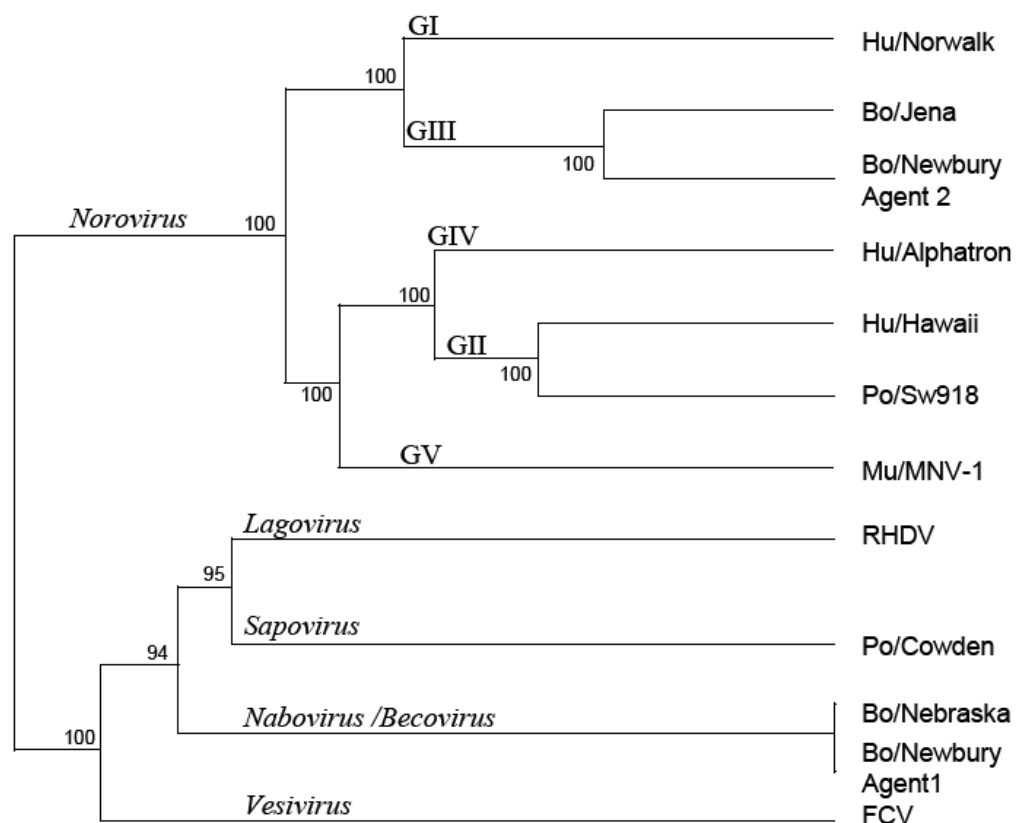 GI
Hu/Norwalk
100
Bo/Jena
GIII
100
Bo/Newbury
Agent 2
Norovirus
100
GIV
Hu/Alphatron
100
Hu/Hawaii
GII
100
Po/Sw918
100
GV
Mu/MNV-1
Lagovirus
RHDV
95
Sapovirus
Po/Cowden
94
Nabovirus /Becovirus
Bo/Nebraska
100
Bo/Newbury
Agent1
Vesivirus
FCV